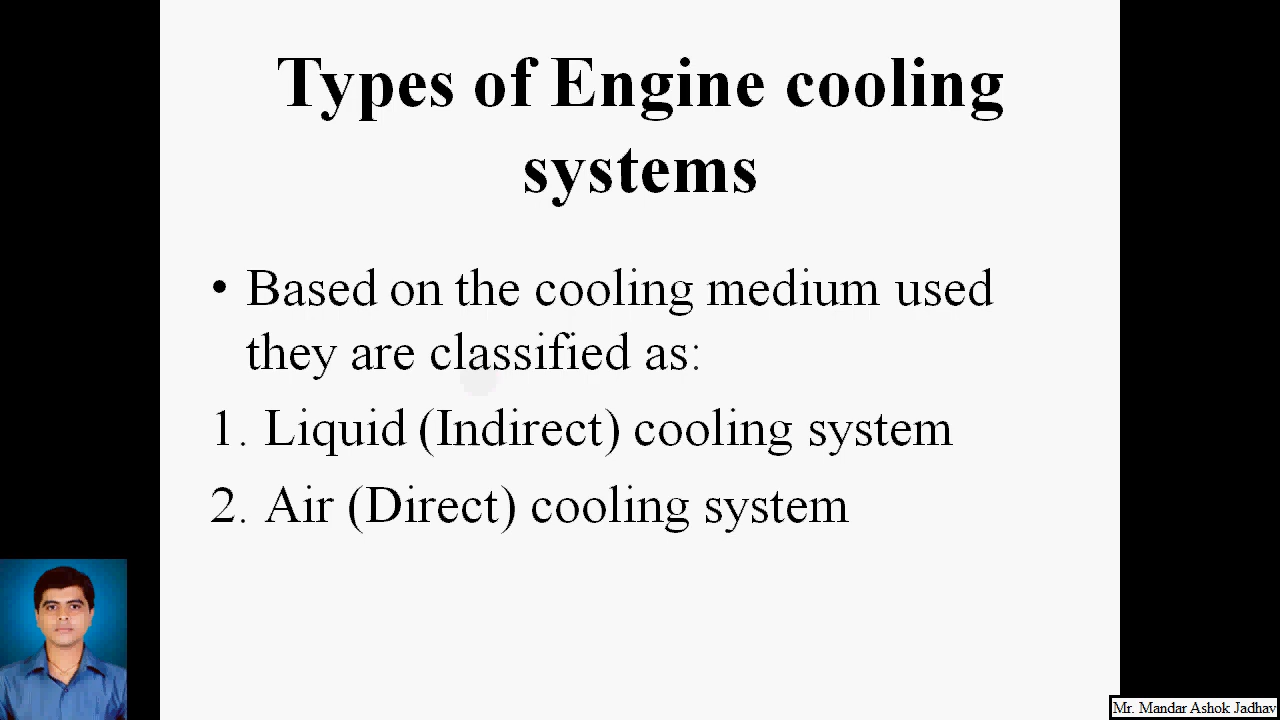 Types of Engine cooling
systems
• Based on the cooling medium used
they are classified as:
1. Liquid (Indirect) cooling system
2. Air (Direct) cooling system
Mr. Mandar Ashok Jadhav